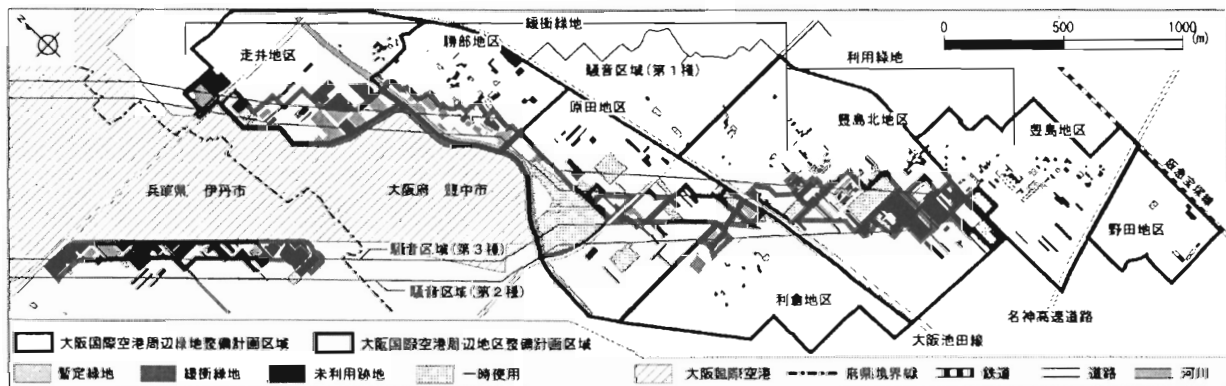 緩衝緑地
0 500 1000
(m)
N
走井地区
勝部地区
騒音区域(第1種)
利用緑地
原田地区
豊島北地区
豊島地区
阪急宝塚線
兵庫県 伊丹市
大阪府 豊中市
野田地区
騒音区域(第3種)
騒音区域(第2種)
利倉地区
名神高速道路
大阪池田線
大阪国際空港周辺緑地整備計画区域
大阪国際空港周辺地区整備計画区域
暫定緑地
緩衝緑地
未利用跡地
一時使用
大阪国際空港
府県境界線
鉄道
道路
河川